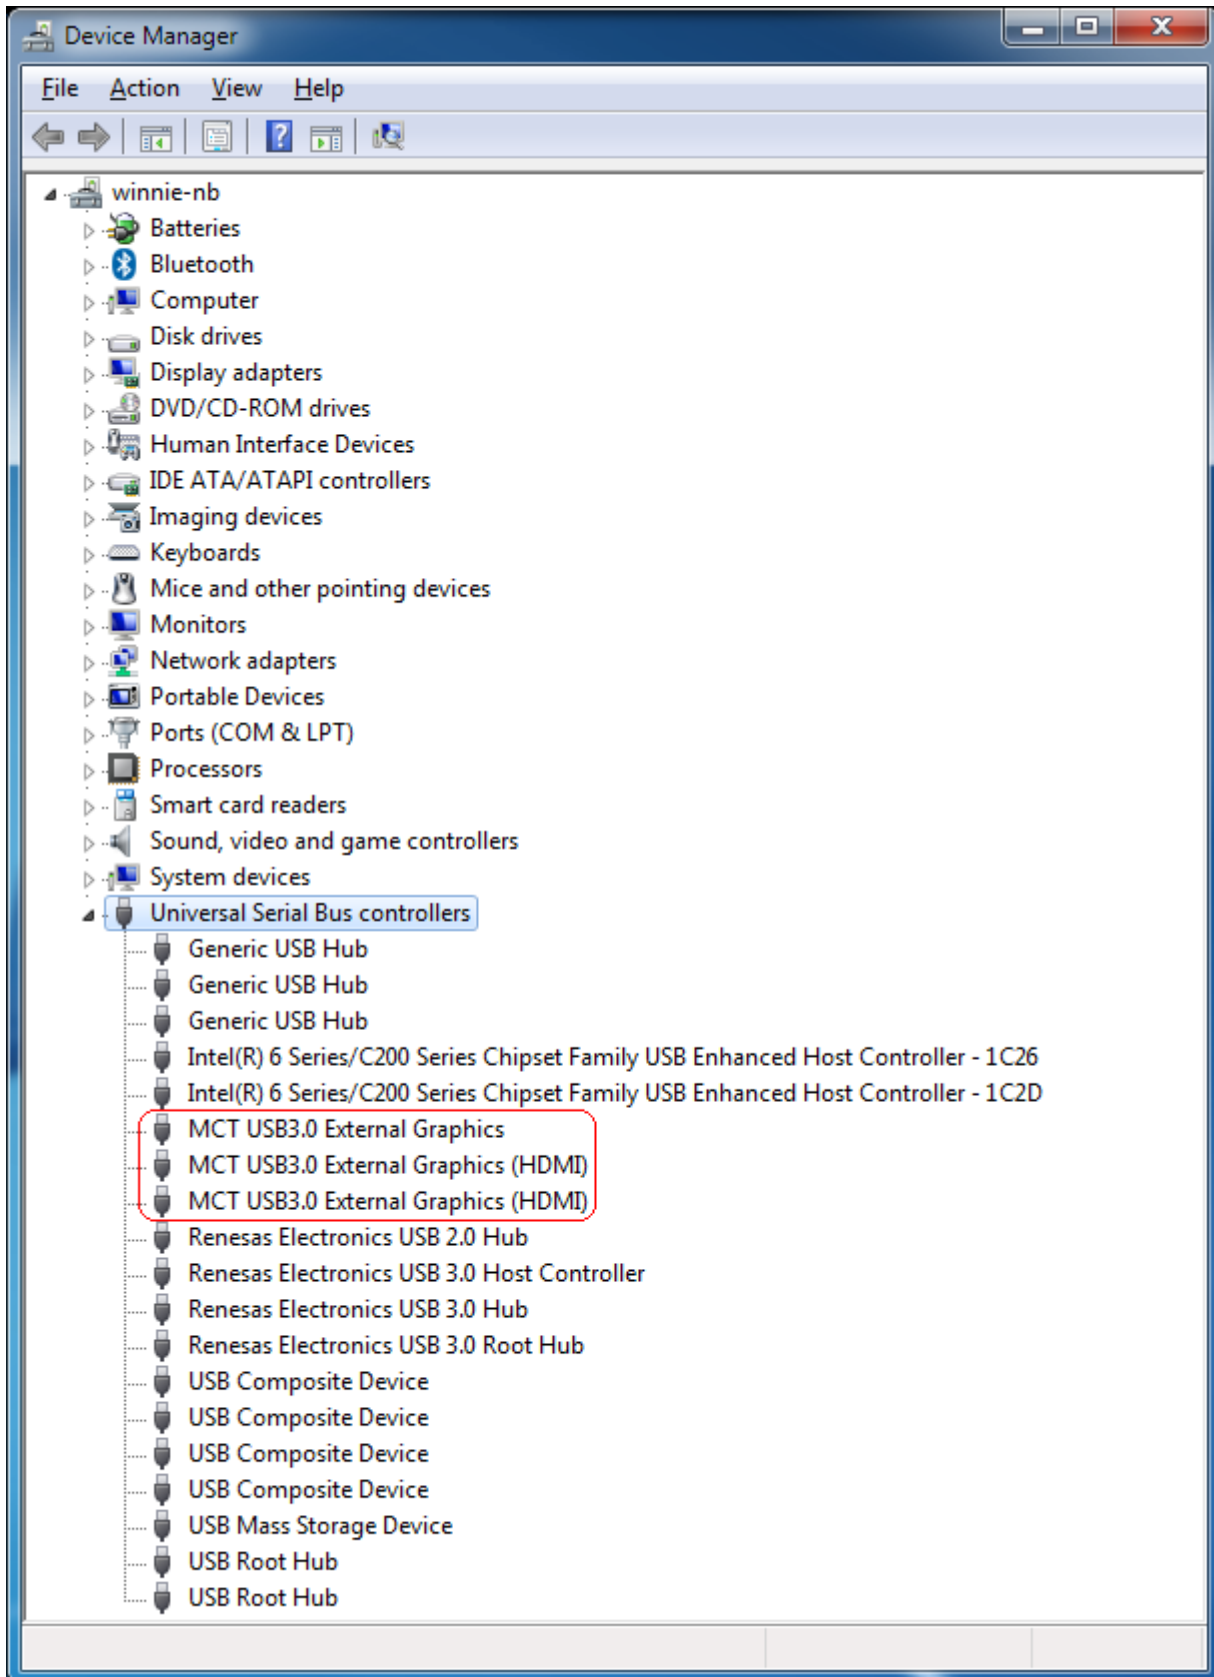 Device Manager
File Action View Help
winnie-nb
Batteries
Bluetooth
Computer
Disk drives
Display adapters
DVD/CD-ROM drives
Human Interface Devices
IDE ATA/ATAPI controllers
Imaging devices
Keyboards
Mice and other pointing devices
Monitors
Network adapters
Portable Devices
Ports (COM & LPT)
Processors
Smart card readers
Sound, video and game controllers
System devices
Universal Serial Bus controllers
Generic USB Hub
Generic USB Hub
Generic USB Hub
Intel(R) 6 Series/C200 Series Chipset Family USB Enhanced Host Controller - 1C26
Intel(R) 6 Series/C200 Series Chipset Family USB Enhanced Host Controller - 1C2D
MCT USB3.0 External Graphics
MCT USB3.0 External Graphics (HDMI)
MCT USB3.0 External Graphics (HDMI)
Renesas Electronics USB 2.0 Hub
Renesas Electronics USB 3.0 Host Controller
Renesas Electronics USB 3.0 Hub
Renesas Electronics USB 3.0 Root Hub
USB Composite Device
USB Composite Device
USB Composite Device
USB Composite Device
USB Mass Storage Device
USB Root Hub
USB Root Hub